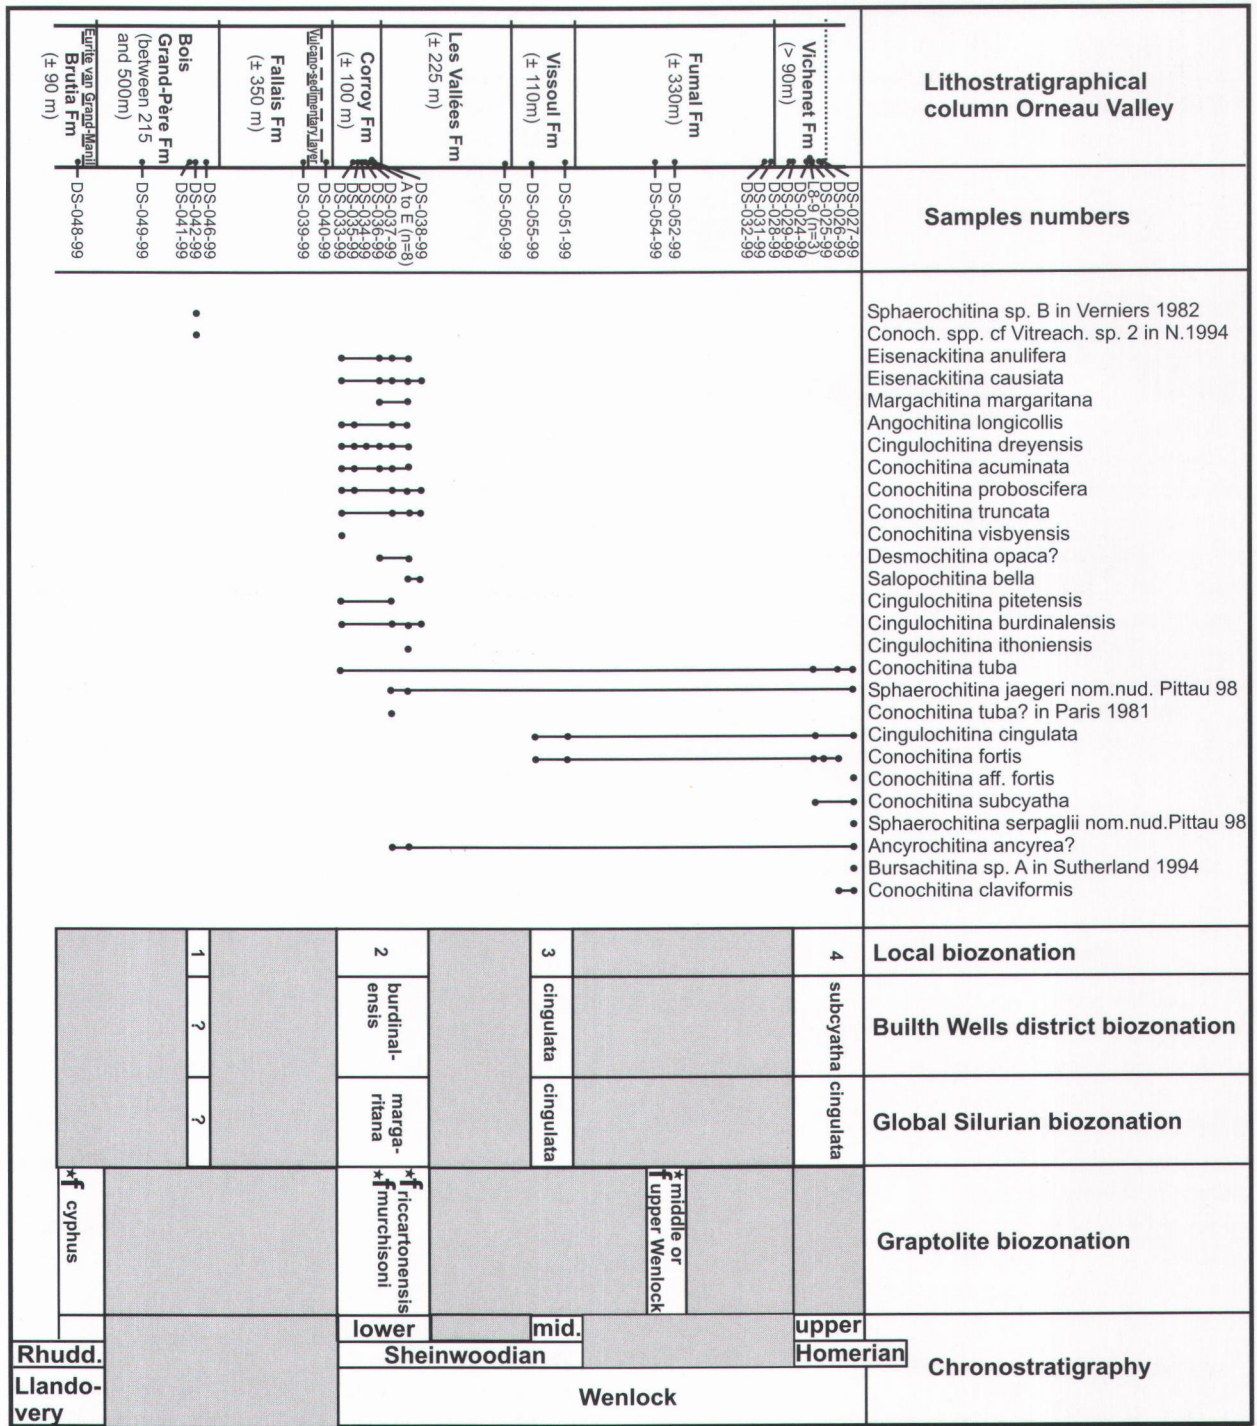 Lithostratigraphical
column Orneau Valley
Eurite van Grand-Manil
Brutia Fm
(± 90 m)
Bois
Grand-Père Fm
(between 215
and 500m)
Fallais Fm
(± 350 m)
Vulcano-sedimentary layer
Corroy Fm
(± 100 m)
Les Vallées Fm
(± 225 m)
Vissoul Fm
(± 110m)
Fumal Fm
(± 330m)
Vichenet Fm
(> 90m)
Samples numbers
DS-048-99
DS-049-99
DS-041-99
DS-042-99
DS-046-99
DS-039-99
DS-040-99
DS-033-99
DS-035-99
DS-034-99
DS-036-99
DS-037-99
A to E (n=8)
DS-038-99
DS-050-99
DS-055-99
DS-051-99
DS-054-99
DS-052-99
DS-032-99
DS-031-99
DS-028-99
DS-029-99
DS-024-99
L8-9 (n=3)
DS-025-99
DS-026-99
DS-027-99
Sphaerochitina sp. B in Verniers 1982
Conoch. spp. cf Vitreach. sp. 2 in N.1994
Eisenackitina anulifera
Eisenackitina causiata
Margachitina margaritana
Angochitina longicollis
Cingulochitina dreyensis
Conochitina acuminata
Conochitina proboscifera
Conochitina truncata
Conochitina visbyensis
Desmochitina opaca?
Salopochitina bella
Cingulochitina pitetensis
Cingulochitina burdinalensis
Cingulochitina ithoniensis
Conochitina tuba
Sphaerochitina jaegeri nom.nud. Pittau 98
Conochitina tuba? in Paris 1981
Cingulochitina cingulata
Conochitina fortis
Conochitina aff. fortis
Conochitina subcyatha
Sphaerochitina serpaglii nom.nud.Pittau 98
Ancyrochitina ancyrea?
Bursachitina sp. A in Sutherland 1994
Conochitina claviformis
1
2
3
4
Local biozonation
?
burdinal-
ensis
cingulata
subcyatha
Builth Wells district biozonation
?
marga-
ritana
cingulata
cingulata
Global Silurian biozonation
*f cyphus
*f riccartonensis
*f murchisoni
*middle or
f upper Wenlock
Graptolite biozonation
lower
mid.
upper
Rhudd.
Sheinwoodian
Homerian
Chronostratigraphy
Llando-
very
Wenlock